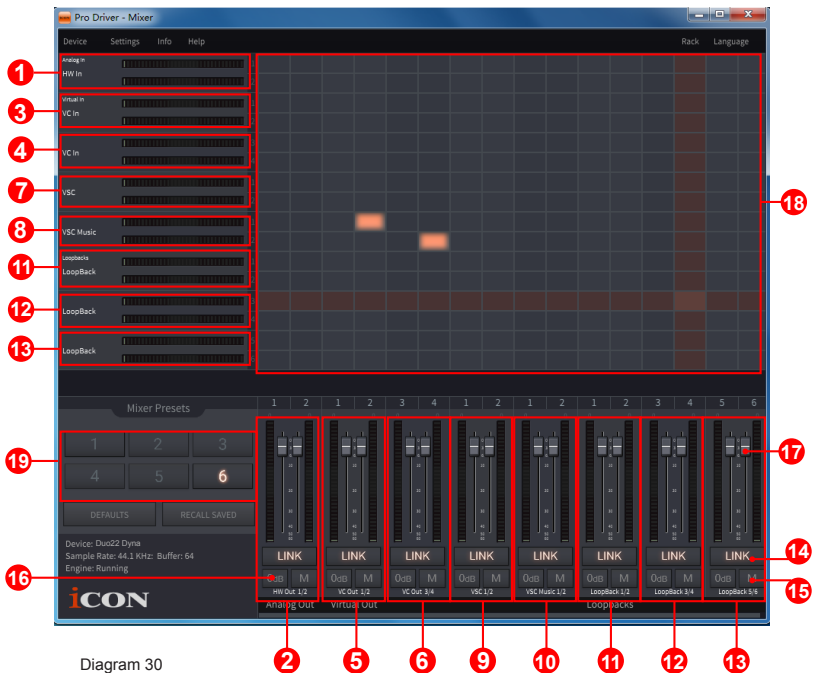 Pro Driver - Mixer
Device Settings Info Help Rack Language
Analog In
1 HW In
Virtual In
3 VC In
4 VC In
7 VSC
18
8 VSC Music
Loopbacks
11 LoopBack
12 LoopBack
13 LoopBack
1 2 1 2 3 4 1 2 1 2 1 2 3 4 5 6
Mixer Presets
1 2 3
19
17
4 5 6
DEFAULTS RECALL SAVED
Device: Duo22 Dyna
Sample Rate: 44.1 KHz: Buffer: 64
Engine: Running
LINK LINK LINK LINK LINK LINK LINK LINK 14
16 0dB M 0dB M 0dB M 0dB M 0dB M 0dB M 0dB M 0dB M 15
HW Out 1/2 VC Out 1/2 VC Out 3/4 VSC 1/2 VSC Music 1/2 LoopBack 1/2 LoopBack 3/4 LoopBack 5/6
iCON
Analog Out Virtual Out Loopbacks
2 5 6 9 10 11 12 13
Diagram 30